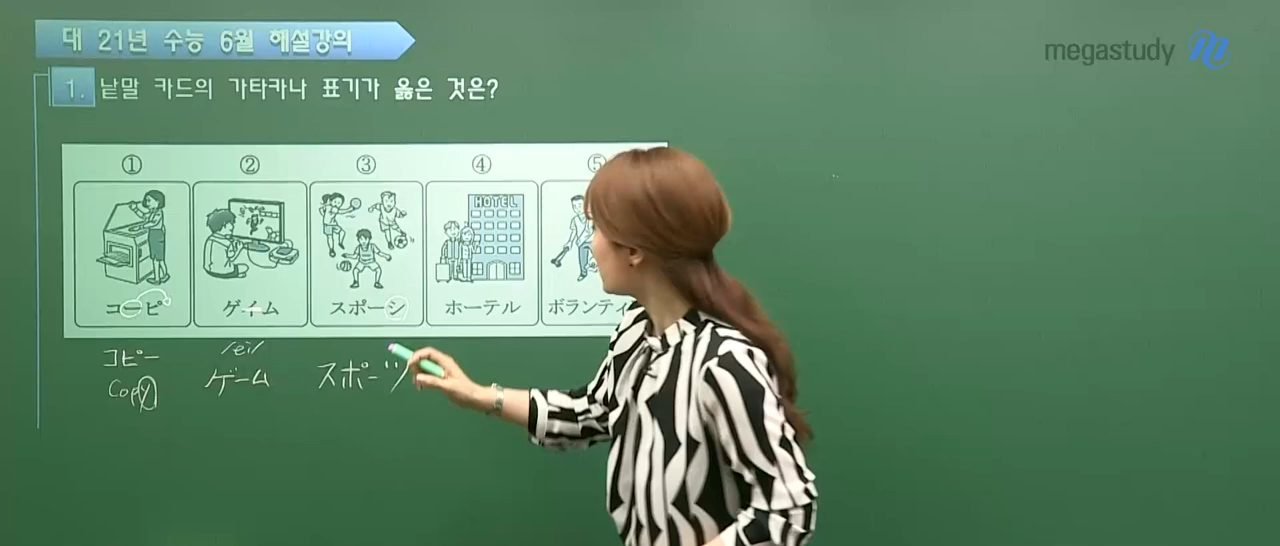 대 21년 수능 6월 해설강의
megastudy
1. 낱말 카드의 가타카나 표기가 옳은 것은?
① ② ③ ④ ⑤
HOTEL
コーピ ゲイム スポーシ ホーテル ボランティ
コピー /ei/
Copy ゲーム スポーツ